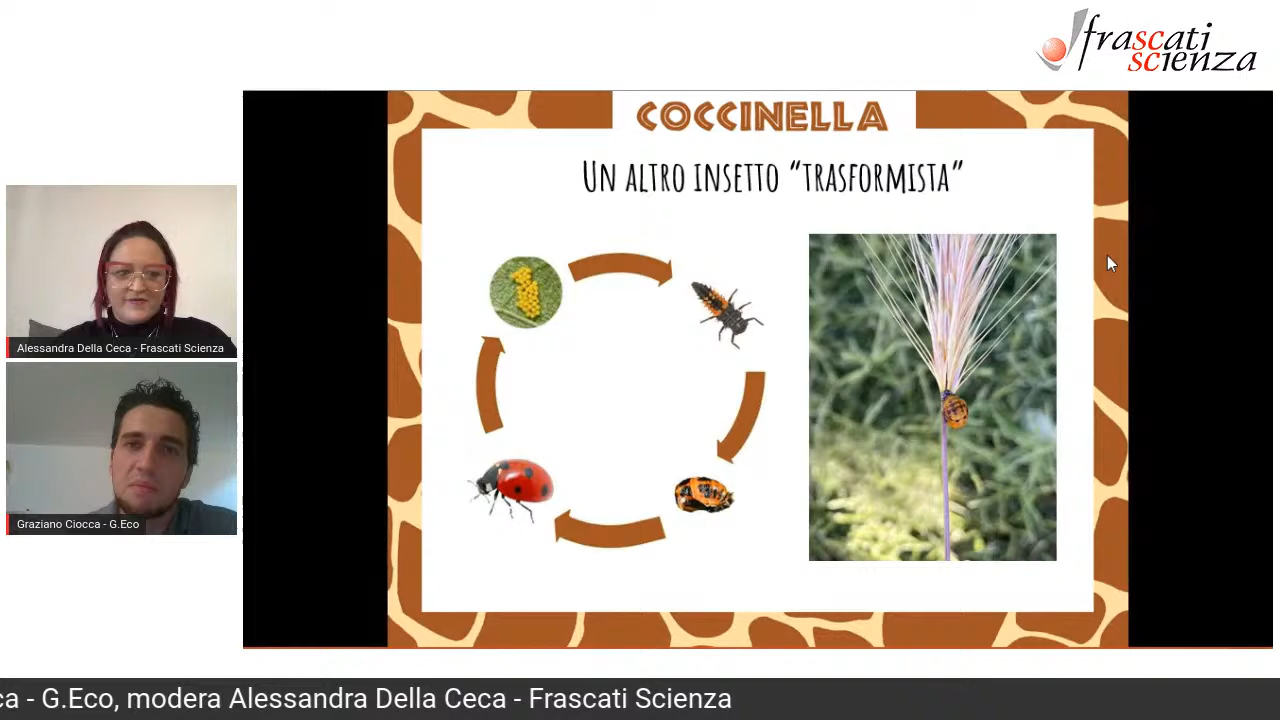 frascati
scienza
COCCINELLA
UN ALTRO INSETTO “TRASFORMISTA”
Alessandra Della Ceca - Frascati Scienza
Graziano Ciocca - G.Eco
ca - G.Eco, modera Alessandra Della Ceca - Frascati Scienza